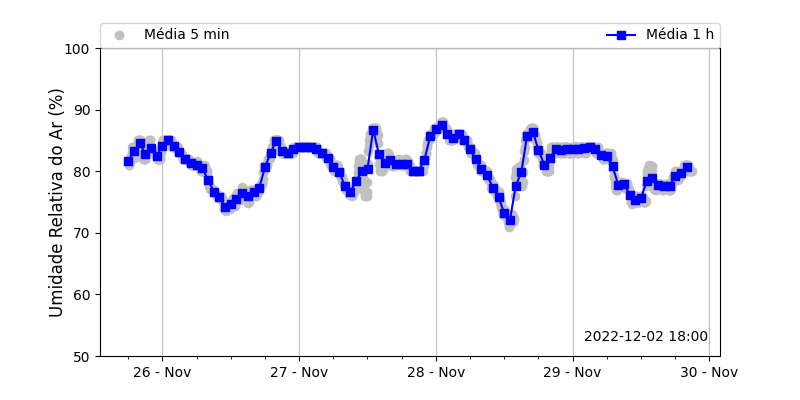 Média 5 min
Média 1 h
Umidade Relativa do Ar (%)
100
90
80
70
60
50
2022-12-02 18:00
26 - Nov
27 - Nov
28 - Nov
29 - Nov
30 - Nov